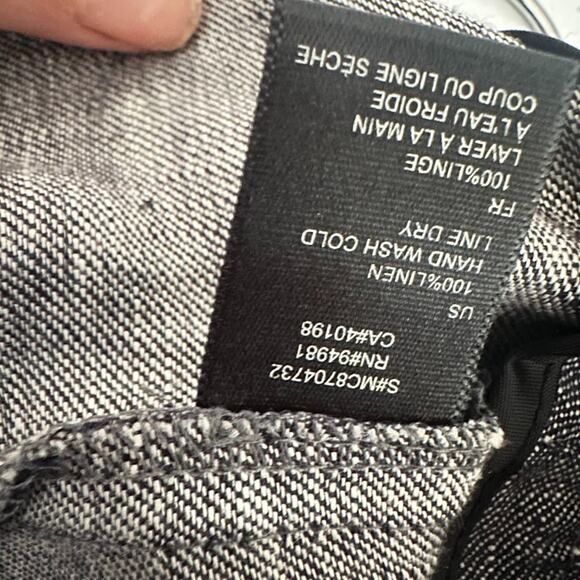 S#MC8704732
RN#94981
CA#40198
US
100%LINEN
HAND WASH COLD
LINE DRY
FR
100%LINGE
LAVER A LA MAIN
A L'EAU FROIDE
COUP OU LIGNE SÈCHE